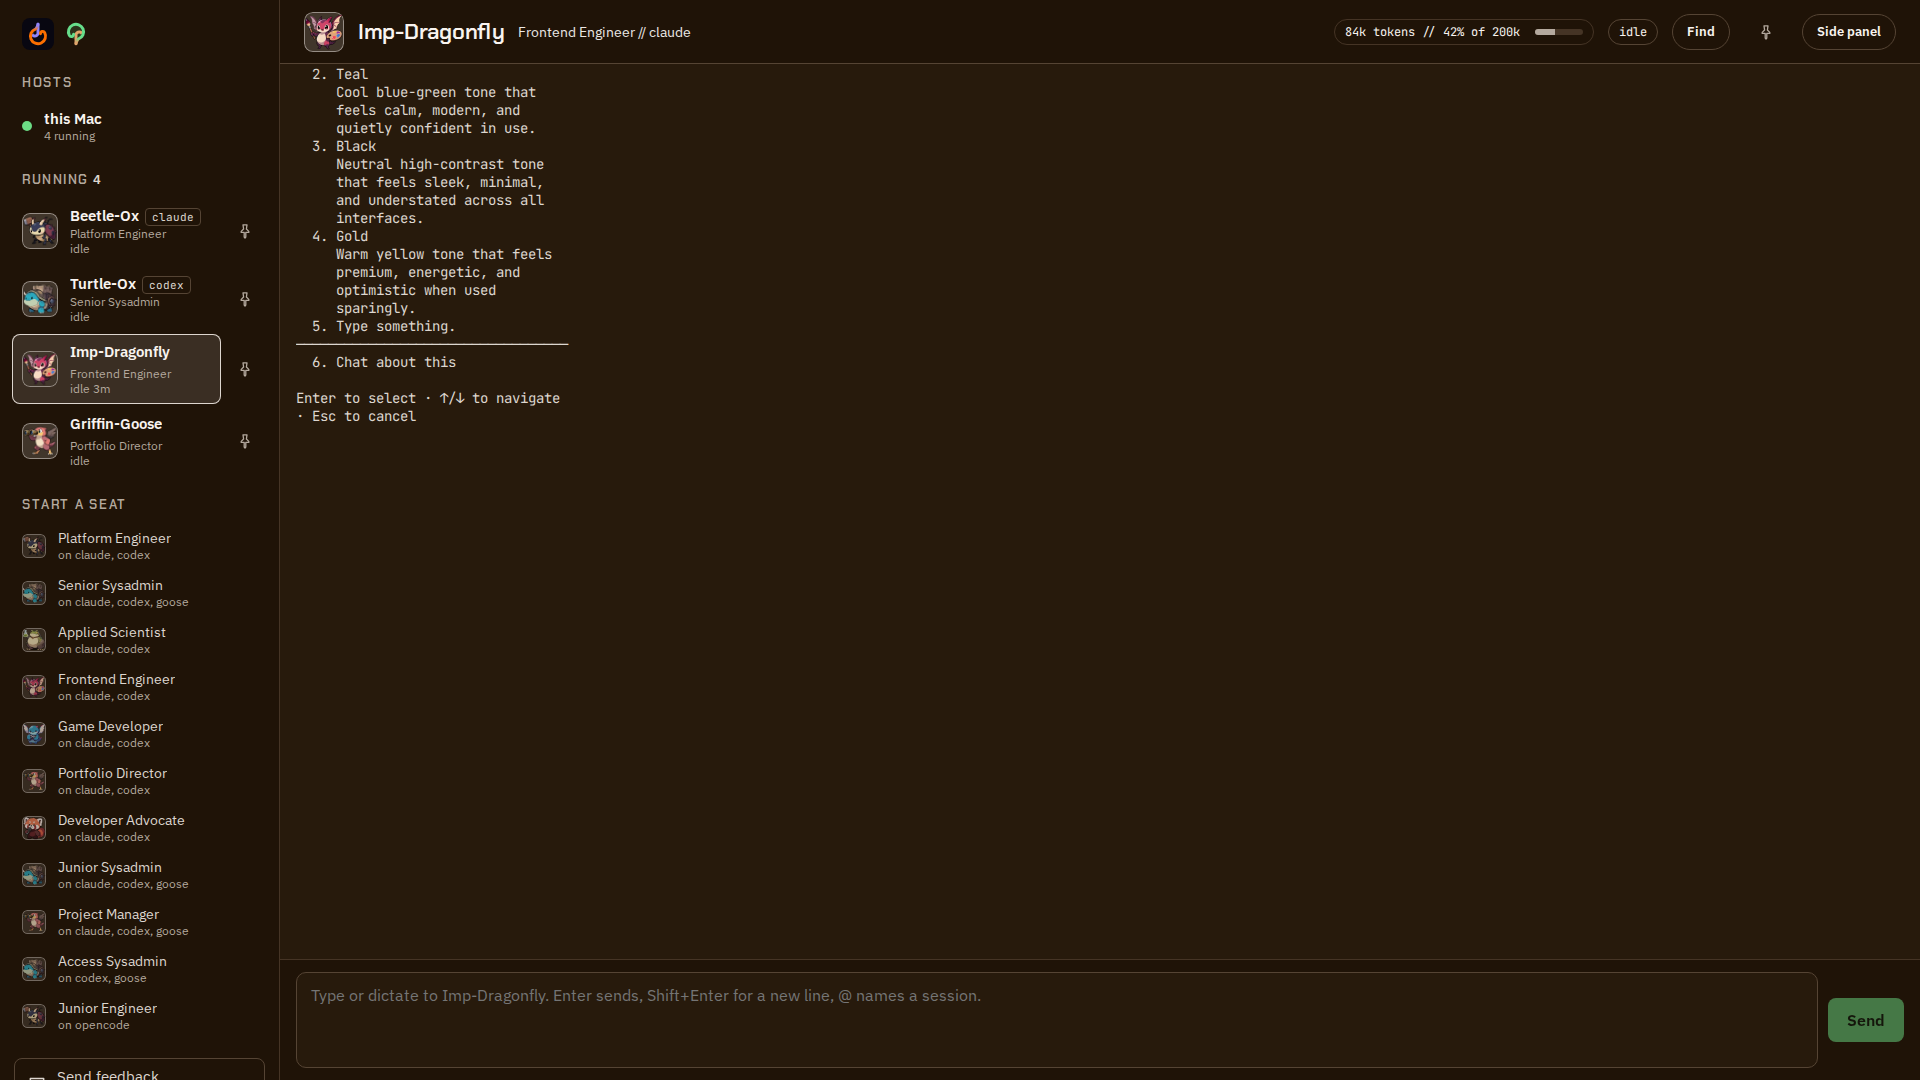 HOSTS
this Mac
4 running
RUNNING 4
Beetle-Ox claude
Platform Engineer
idle
Turtle-Ox codex
Senior Sysadmin
idle
Imp-Dragonfly
Frontend Engineer
idle 3m
Griffin-Goose
Portfolio Director
idle
START A SEAT
Platform Engineer
on claude, codex
Senior Sysadmin
on claude, codex, goose
Applied Scientist
on claude, codex
Frontend Engineer
on claude, codex
Game Developer
on claude, codex
Portfolio Director
on claude, codex
Developer Advocate
on claude, codex
Junior Sysadmin
on claude, codex, goose
Project Manager
on claude, codex, goose
Access Sysadmin
on codex, goose
Junior Engineer
on opencode
Send feedback
Imp-Dragonfly Frontend Engineer // claude
84k tokens // 42% of 200k idle Find Side panel
2. Teal
Cool blue-green tone that
feels calm, modern, and
quietly confident in use.
3. Black
Neutral high-contrast tone
that feels sleek, minimal,
and understated across all
interfaces.
4. Gold
Warm yellow tone that feels
premium, energetic, and
optimistic when used
sparingly.
5. Type something.
6. Chat about this
Enter to select · ↑/↓ to navigate
· Esc to cancel
Type or dictate to Imp-Dragonfly. Enter sends, Shift+Enter for a new line, @ names a session.
Send